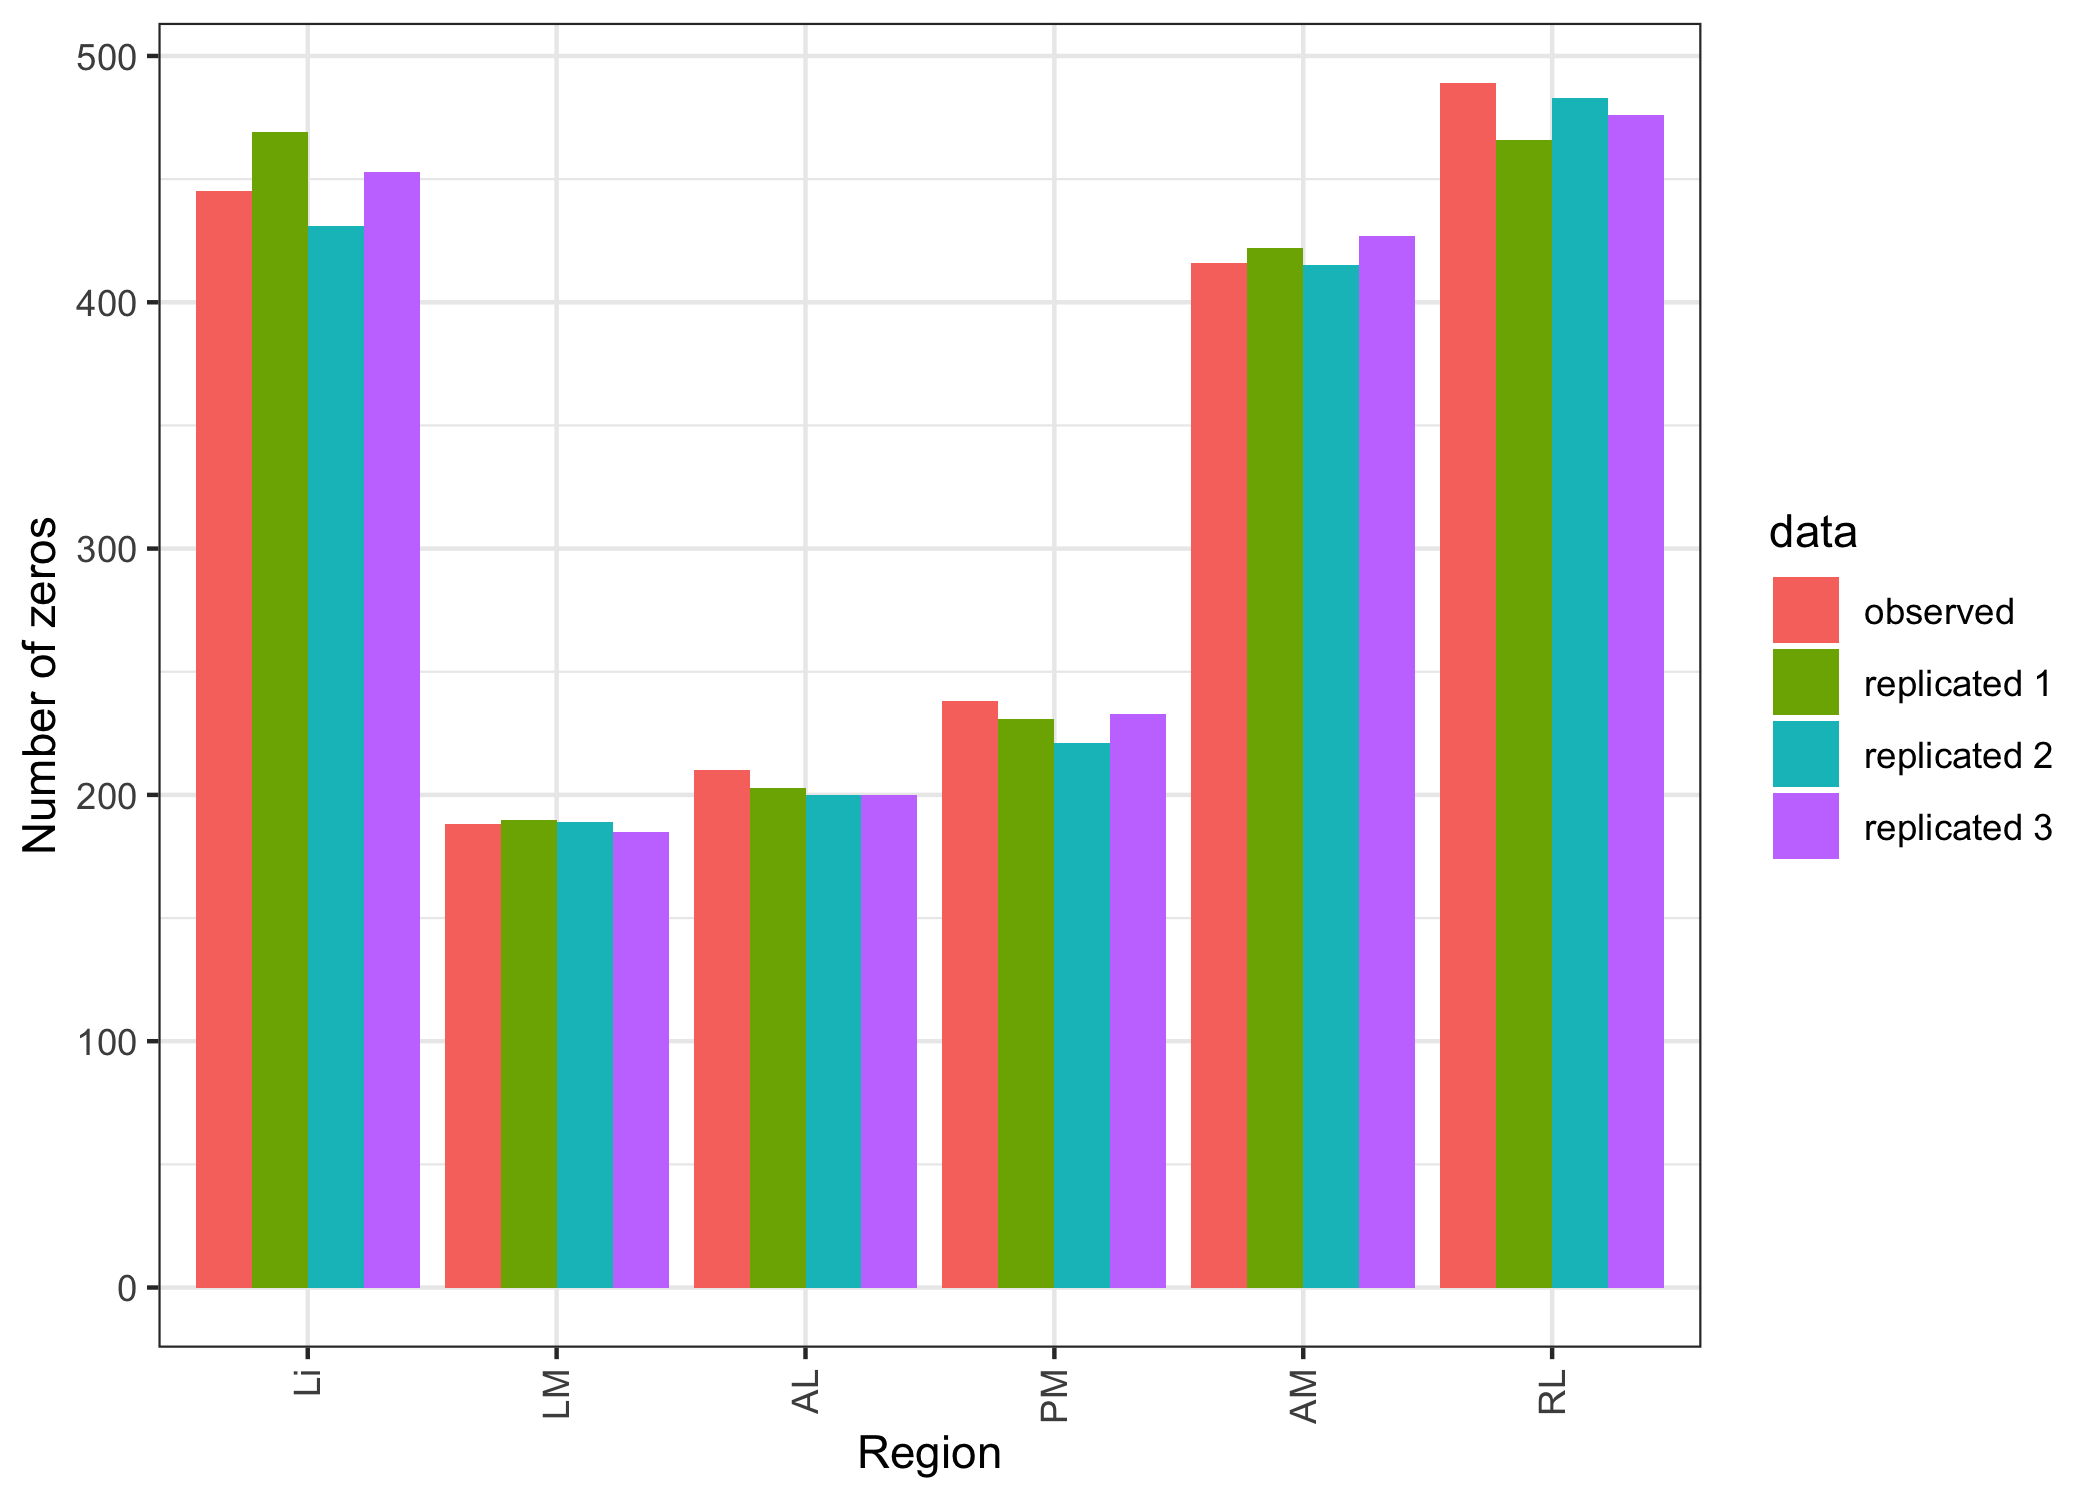 500
400
300
200
100
0
Number of zeros
Li
LM
AL
PM
AM
RL
Region
data
observed
replicated 1
replicated 2
replicated 3